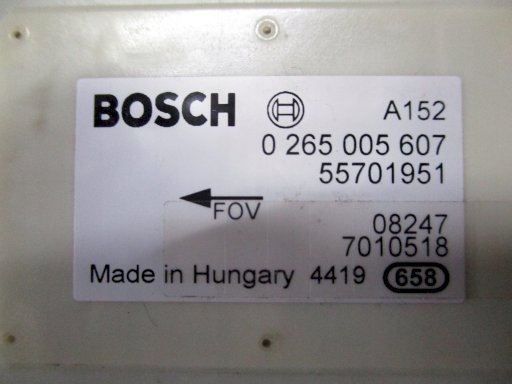 BOSCH A152
0 265 005 607
55701951
FOV
08247
7010518
Made in Hungary 4419 658